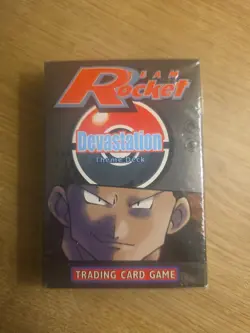 TEAM
Rocket
Devastation
Theme Deck
TRADING CARD GAME